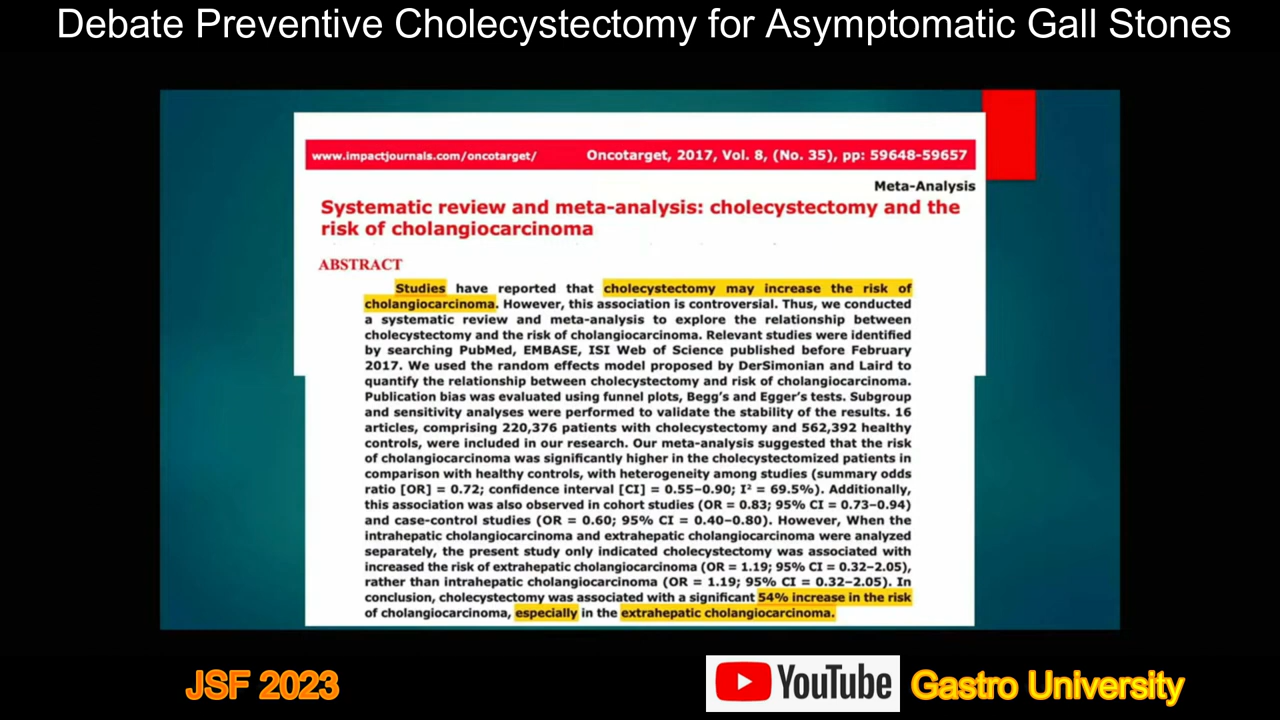 Debate Preventive Cholecystectomy for Asymptomatic Gall Stones
www.impactjournals.com/oncotarget/ Oncotarget, 2017, Vol. 8, (No. 35), pp: 59648-59657
Meta-Analysis
Systematic review and meta-analysis: cholecystectomy and the
risk of cholangiocarcinoma
ABSTRACT
Studies have reported that cholecystectomy may increase the risk of
cholangiocarcinoma. However, this association is controversial. Thus, we conducted
a systematic review and meta-analysis to explore the relationship between
cholecystectomy and the risk of cholangiocarcinoma. Relevant studies were identified
by searching PubMed, EMBASE, ISI Web of Science published before February
2017. We used the random effects model proposed by DerSimonian and Laird to
quantify the relationship between cholecystectomy and risk of cholangiocarcinoma.
Publication bias was evaluated using funnel plots, Begg's and Egger's tests. Subgroup
and sensitivity analyses were performed to validate the stability of the results. 16
articles, comprising 220,376 patients with cholecystectomy and 562,392 healthy
controls, were included in our research. Our meta-analysis suggested that the risk
of cholangiocarcinoma was significantly higher in the cholecystectomized patients in
comparison with healthy controls, with heterogeneity among studies (summary odds
ratio [OR] = 0.72; confidence interval [CI] = 0.55–0.90; I² = 69.5%). Additionally,
this association was also observed in cohort studies (OR = 0.83; 95% CI = 0.73–0.94)
and case-control studies (OR = 0.60; 95% CI = 0.40–0.80). However, When the
intrahepatic cholangiocarcinoma and extrahepatic cholangiocarcinoma were analyzed
separately, the present study only indicated cholecystectomy was associated with
increased the risk of extrahepatic cholangiocarcinoma (OR = 1.19; 95% CI = 0.32–2.05),
rather than intrahepatic cholangiocarcinoma (OR = 1.19; 95% CI = 0.32–2.05). In
conclusion, cholecystectomy was associated with a significant 54% increase in the risk
of cholangiocarcinoma, especially in the extrahepatic cholangiocarcinoma.
JSF 2023
YouTube Gastro University